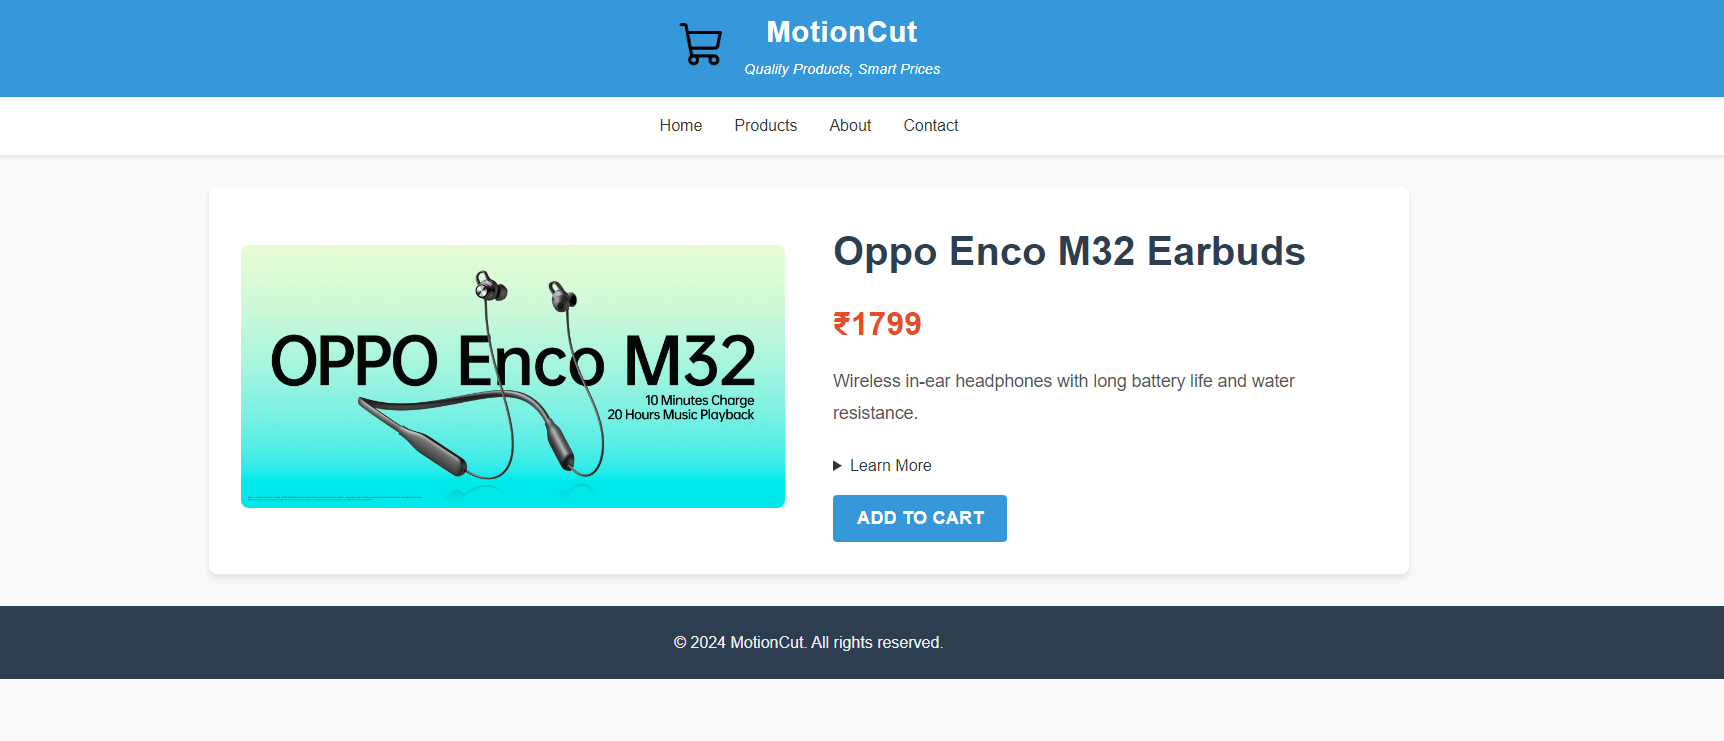 MotionCut
Quality Products, Smart Prices
Home Products About Contact
OPPO Enco M32
10 Minutes Charge
20 Hours Music Playback
Oppo Enco M32 Earbuds
₹1799
Wireless in-ear headphones with long battery life and water
resistance.
Learn More
ADD TO CART
© 2024 MotionCut. All rights reserved.